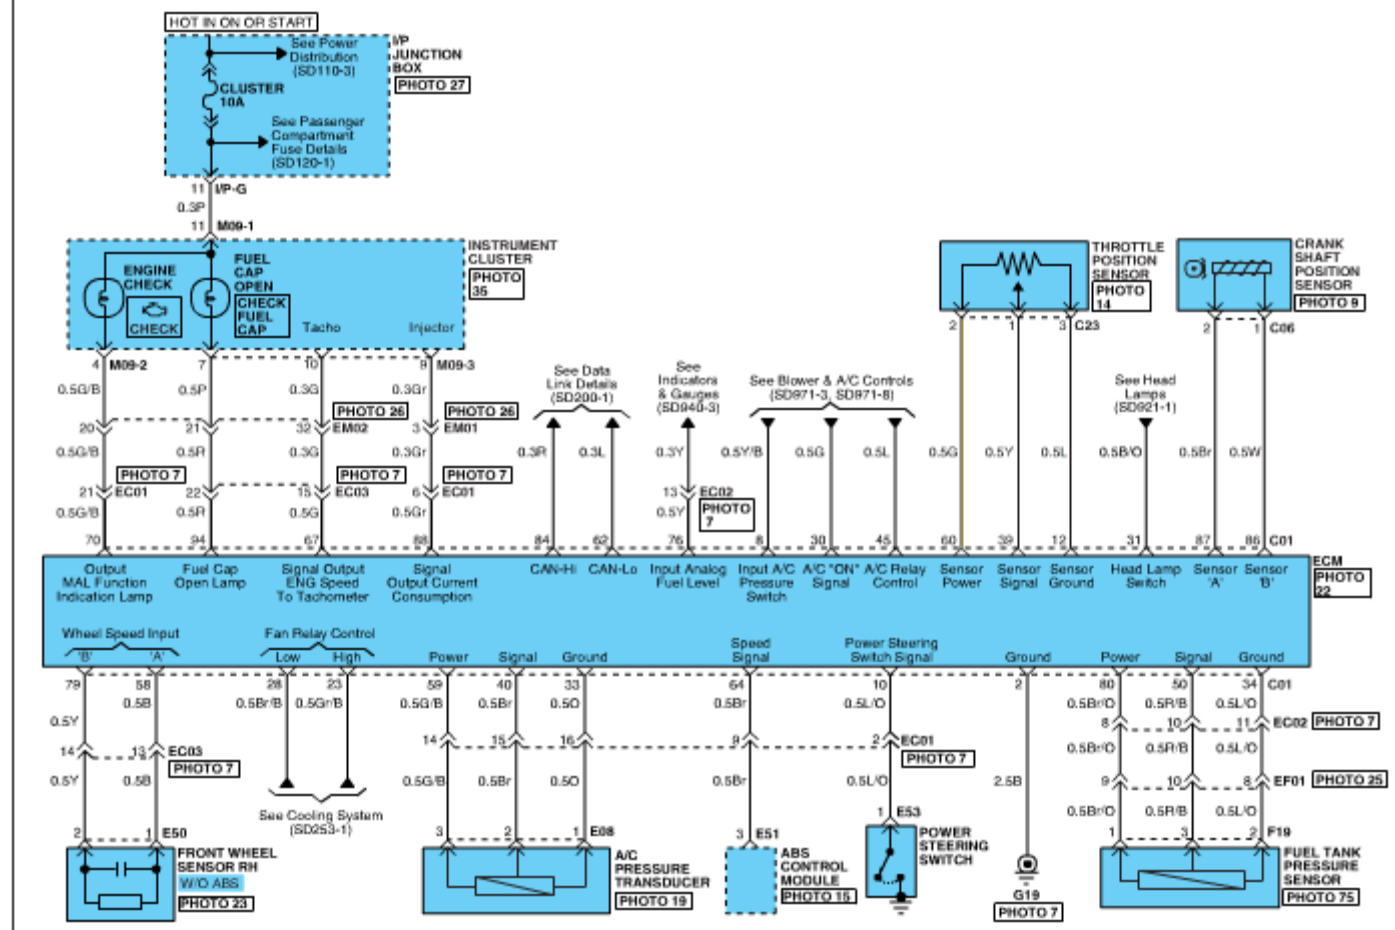 HOT IN ON OR START
See Power
Distribution
(SD110-3)
I/P
JUNCTION
BOX
PHOTO 27
CLUSTER
10A
See Passenger
Compartment
Fuse Details
(SD120-1)
11 I/P-G
0.3P
11 M09-1
INSTRUMENT
CLUSTER
PHOTO
35
ENGINE
CHECK
CHECK
FUEL
CAP
OPEN
CHECK
FUEL
CAP
Tacho
Injector
THROTTLE
POSITION
SENSOR
PHOTO
14
CRANK
SHAFT
POSITION
SENSOR
PHOTO 9
2 1 3 C23
2 1 C06
4 M09-2 7 10 9 M09-3
0.5G/B 0.5P 0.3G 0.3Gr
PHOTO 26 PHOTO 26
20 21 32 EM02 3 EM01
0.5G/B 0.5R 0.3G 0.3Gr
PHOTO 7 PHOTO 7 PHOTO 7
21 EC01 22 15 EC03 6 EC01
0.5G/B 0.5R 0.5G 0.5Gr
See Data
Link Details
(SD200-1)
See
Indicators
& Gauges
(SD940-3)
See Blower & A/C Controls
(SD971-3, SD971-8)
See Head
Lamps
(SD921-1)
0.3R 0.3L 0.3Y 0.5Y/B 0.5G 0.5L 0.5G 0.5Y 0.5L 0.5B/O 0.5Br 0.5W
13 EC02
PHOTO
7
0.5Y
70 94 67 88 84 62 76 8 30 45 60 39 12 31 87 86 C01
ECM
PHOTO
22
Output
MAL Function
Indication Lamp
Fuel Cap
Open Lamp
Signal Output
ENG Speed
To Tachometer
Signal
Output Current
Consumption
CAN-Hi
CAN-Lo
Input Analog
Fuel Level
Input A/C
Pressure
Switch
A/C "ON"
Signal
A/C Relay
Control
Sensor
Power
Sensor
Signal
Sensor
Ground
Head Lamp
Switch
Sensor
'A'
Sensor
'B'
Wheel Speed Input
'B' 'A'
Fan Relay Control
Low High
Power Signal Ground
Speed
Signal
Power Steering
Switch Signal
Ground
Power Signal Ground
79 58 28 23 59 40 33 64 10 2 80 50 34 C01
0.5B 0.5Br/B 0.5Gr/B 0.5G/B 0.5Br 0.5O 0.5Br 0.5L/O 0.5Br/O 0.5R/B 0.5L/O
0.5Y
8 10 11 EC02 PHOTO 7
14 13 EC03
PHOTO 7
14 15 16 9 2 EC01
PHOTO 7
0.5Br/O 0.5R/B 0.5L/O
0.5Y 0.5B 0.5G/B 0.5Br 0.5O 0.5Br 0.5L/O 2.5B
9 10 8 EF01 PHOTO 25
0.5Br/O 0.5R/B 0.5L/O
See Cooling System
(SD253-1)
2 1 E50
3 2 1 E08
3 E51
1 E53
1 3 2 F19
FRONT WHEEL
SENSOR RH
W/O ABS
PHOTO 23
A/C
PRESSURE
TRANSDUCER
PHOTO 19
ABS
CONTROL
MODULE
PHOTO 15
POWER
STEERING
SWITCH
G19
PHOTO 7
FUEL TANK
PRESSURE
SENSOR
PHOTO 75